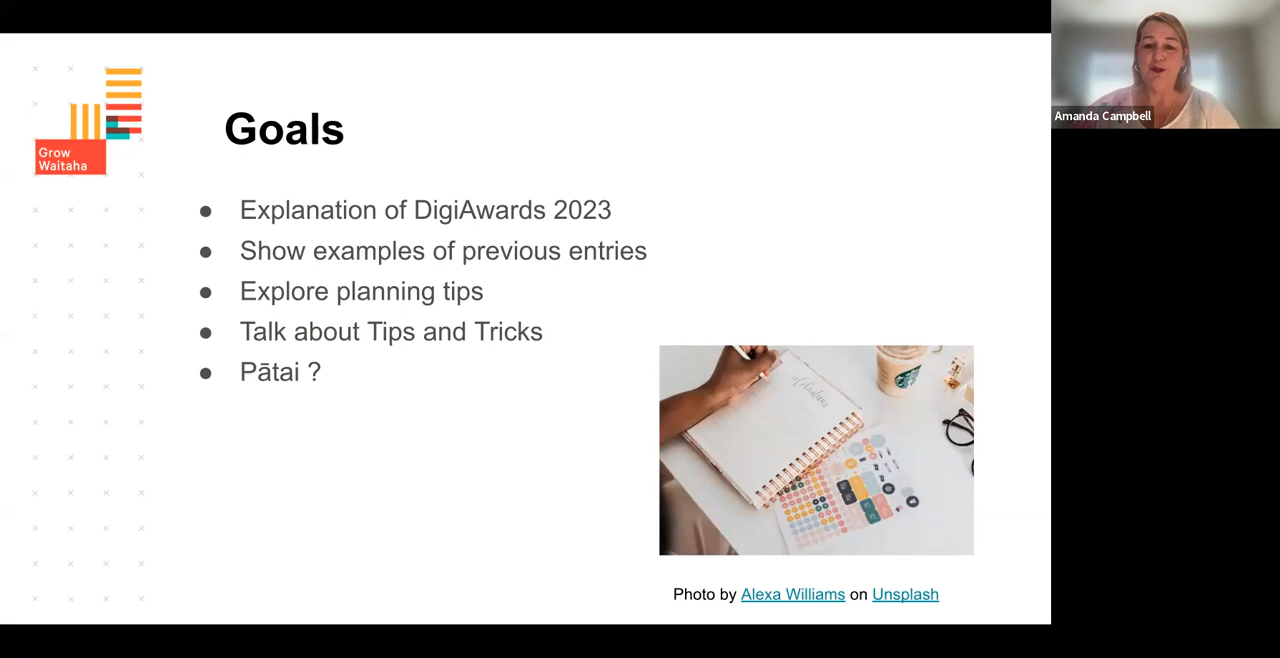 Grow
Waitaha
Goals
● Explanation of DigiAwards 2023
● Show examples of previous entries
● Explore planning tips
● Talk about Tips and Tricks
● Pātai ?
Photo by Alexa Williams on Unsplash
Amanda Campbell